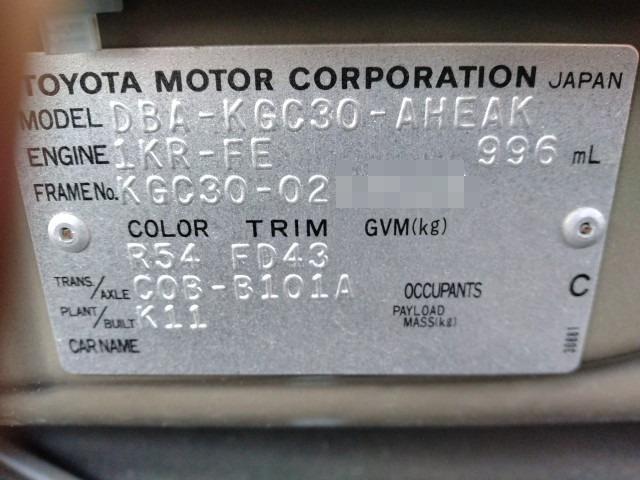 TOYOTA MOTOR CORPORATION JAPAN
MODEL DBA-KGC30-AHEAK
ENGINE 1KR-FE 996 mL
FRAME No. KGC30-02
COLOR TRIM GVM(kg)
R54 FD43
TRANS./AXLE C0B-B101A OCCUPANTS C
PLANT/BUILT K11 PAYLOAD MASS(kg)
CAR NAME